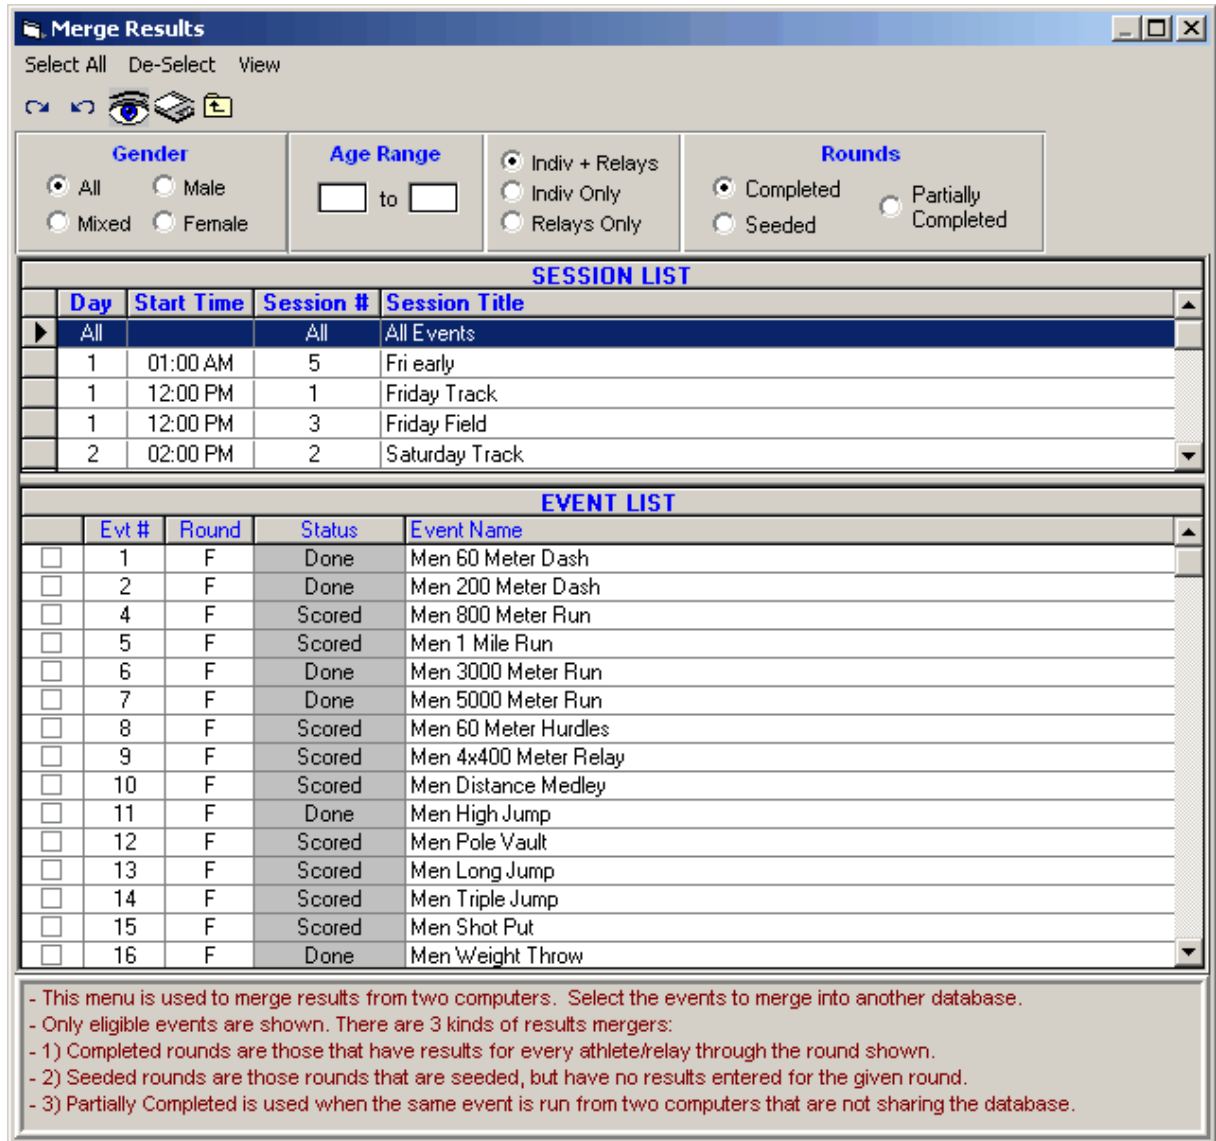 Merge Results
Select All De-Select View
Gender Age Range Rounds
All Male
Mixed Female
to
Indiv + Relays
Indiv Only
Relays Only
Completed
Seeded
Partially
Completed
SESSION LIST
Day Start Time Session # Session Title
All All All Events
1 01:00 AM 5 Fri early
1 12:00 PM 1 Friday Track
1 12:00 PM 3 Friday Field
2 02:00 PM 2 Saturday Track
EVENT LIST
Evt # Round Status Event Name
1 F Done Men 60 Meter Dash
2 F Done Men 200 Meter Dash
4 F Scored Men 800 Meter Run
5 F Scored Men 1 Mile Run
6 F Done Men 3000 Meter Run
7 F Done Men 5000 Meter Run
8 F Scored Men 60 Meter Hurdles
9 F Scored Men 4x400 Meter Relay
10 F Scored Men Distance Medley
11 F Done Men High Jump
12 F Scored Men Pole Vault
13 F Scored Men Long Jump
14 F Scored Men Triple Jump
15 F Scored Men Shot Put
16 F Done Men Weight Throw
- This menu is used to merge results from two computers. Select the events to merge into another database.
- Only eligible events are shown. There are 3 kinds of results mergers:
- 1) Completed rounds are those that have results for every athlete/relay through the round shown.
- 2) Seeded rounds are those rounds that are seeded, but have no results entered for the given round.
- 3) Partially Completed is used when the same event is run from two computers that are not sharing the database.